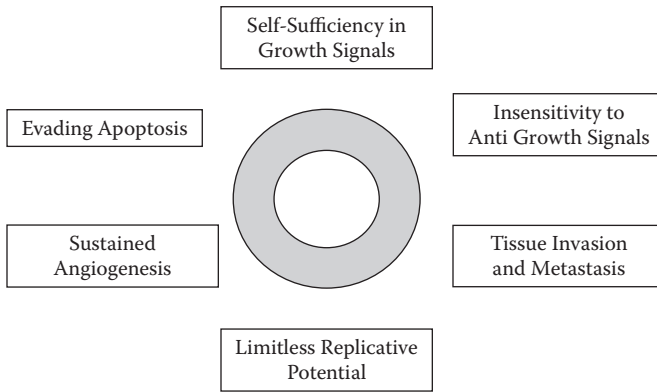 Self-Sufficiency in
Growth Signals
Evading Apoptosis
Insensitivity to
Anti Growth Signals
Sustained
Angiogenesis
Tissue Invasion
and Metastasis
Limitless Replicative
Potential